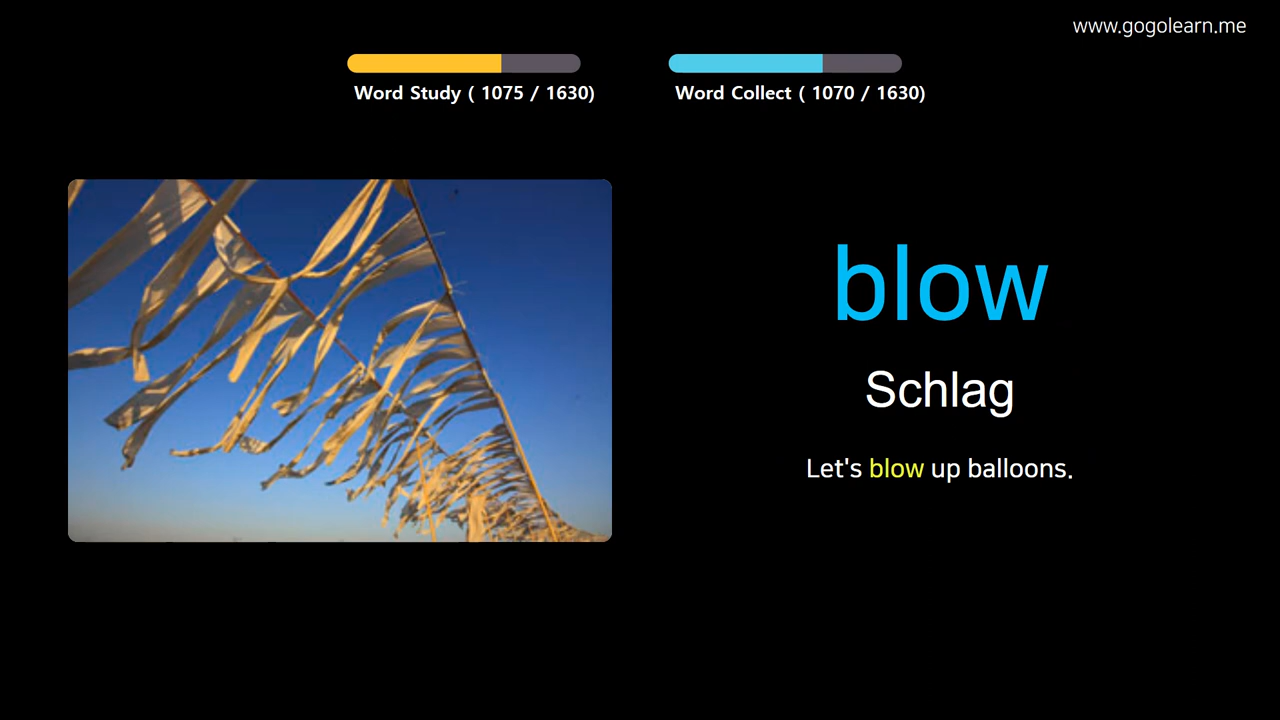 www.gogolearn.me
Word Study ( 1075 / 1630)
Word Collect ( 1070 / 1630)
blow
Schlag
Let's blow up balloons.